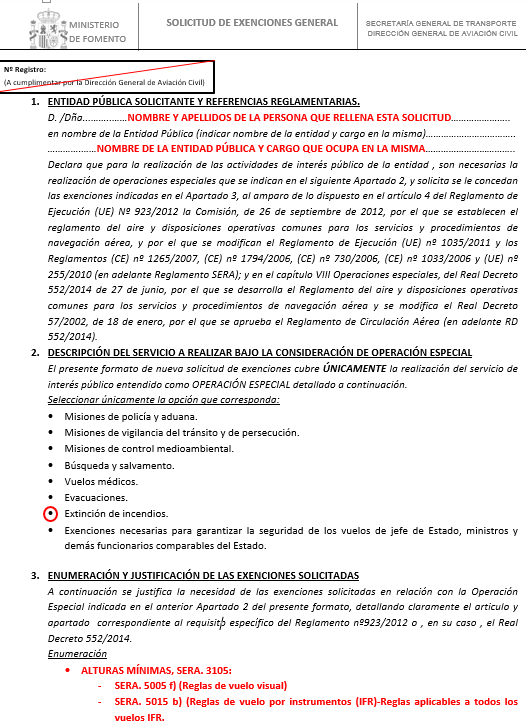 MINISTERIO
DE FOMENTO
SOLICITUD DE EXENCIONES GENERAL
SECRETARÍA GENERAL DE TRANSPORTE
DIRECCIÓN GENERAL DE AVIACIÓN CIVIL
Nº Registro:
(A cumplimentar por la Dirección General de Aviación Civil)
1. ENTIDAD PÚBLICA SOLICITANTE Y REFERENCIAS REGLAMENTARIAS.
D. /Dña................NOMBRE Y APELLIDOS DE LA PERSONA QUE RELLENA ESTA SOLICITUD......................
en nombre de la Entidad Pública (indicar nombre de la entidad y cargo en la misma)..................................
..................NOMBRE DE LA ENTIDAD PÚBLICA Y CARGO QUE OCUPA EN LA MISMA.................................
Declara que para la realización de las actividades de interés público de la entidad , son necesarias la
realización de operaciones especiales que se indican en el siguiente Apartado 2, y solicita se le concedan
las exenciones indicadas en el Apartado 3, al amparo de lo dispuesto en el artículo 4 del Reglamento de
Ejecución (UE) Nº 923/2012 la Comisión, de 26 de septiembre de 2012, por el que se establecen el
reglamento del aire y disposiciones operativas comunes para los servicios y procedimientos de
navegación aérea, y por el que se modifican el Reglamento de Ejecución (UE) nº 1035/2011 y los
Reglamentos (CE) nº 1265/2007, (CE) nº 1794/2006, (CE) nº 730/2006, (CE) nº 1033/2006 y (UE) nº
255/2010 (en adelante Reglamento SERA); y en el capítulo VIII Operaciones especiales, del Real Decreto
552/2014 de 27 de junio, por el que se desarrolla el Reglamento del aire y disposiciones operativas
comunes para los servicios y procedimientos de navegación aérea y se modifica el Real Decreto
57/2002, de 18 de enero, por el que se aprueba el Reglamento de Circulación Aérea (en adelante RD
552/2014).
2. DESCRIPCIÓN DEL SERVICIO A REALIZAR BAJO LA CONSIDERACIÓN DE OPERACIÓN ESPECIAL
El presente formato de nueva solicitud de exenciones cubre ÚNICAMENTE la realización del servicio de
interés público entendido como OPERACIÓN ESPECIAL detallado a continuación.
Seleccionar únicamente la opción que corresponda:
• Misiones de policía y aduana.
• Misiones de vigilancia del tránsito y de persecución.
• Misiones de control medioambiental.
• Búsqueda y salvamento.
• Vuelos médicos.
• Evacuaciones.
• Extinción de incendios.
• Exenciones necesarias para garantizar la seguridad de los vuelos de jefe de Estado, ministros y
demás funcionarios comparables del Estado.
3. ENUMERACIÓN Y JUSTIFICACIÓN DE LAS EXENCIONES SOLICITADAS
A continuación se justifica la necesidad de las exenciones solicitadas en relación con la Operación
Especial indicada en el anterior Apartado 2 del presente formato, detallando claramente el articulo y
apartado correspondiente al requisito específico del Reglamento nº923/2012 o , en su caso , el Real
Decreto 552/2014.
Enumeración
• ALTURAS MÍNIMAS, SERA. 3105:
- SERA. 5005 f) (Reglas de vuelo visual)
- SERA. 5015 b) (Reglas de vuelo por instrumentos (IFR)-Reglas aplicables a todos los
vuelos IFR.